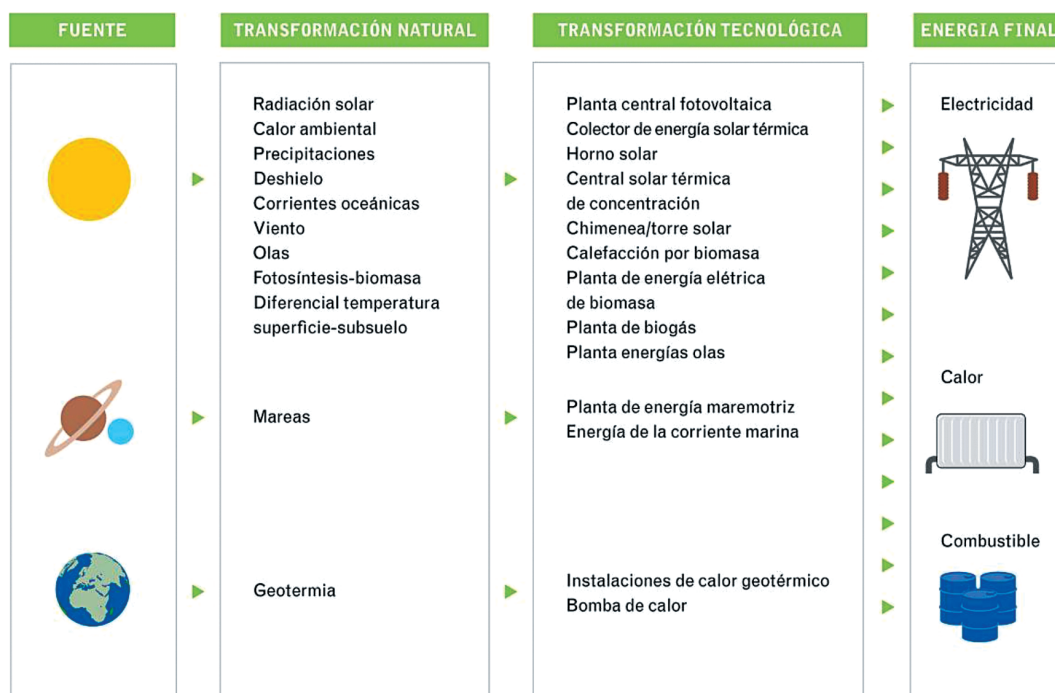 FUENTE
TRANSFORMACIÓN NATURAL
TRANSFORMACIÓN TECNOLÓGICA
ENERGIA FINAL
Radiación solar
Calor ambiental
Precipitaciones
Deshielo
Corrientes oceánicas
Viento
Olas
Fotosíntesis-biomasa
Diferencial temperatura
superficie-subsuelo
Planta central fotovoltaica
Colector de energía solar térmica
Horno solar
Central solar térmica
de concentración
Chimenea/torre solar
Calefacción por biomasa
Planta de energía elétrica
de biomasa
Planta de biogás
Planta energías olas
Electricidad
Mareas
Planta de energía maremotriz
Energía de la corriente marina
Calor
Geotermia
Instalaciones de calor geotérmico
Bomba de calor
Combustible